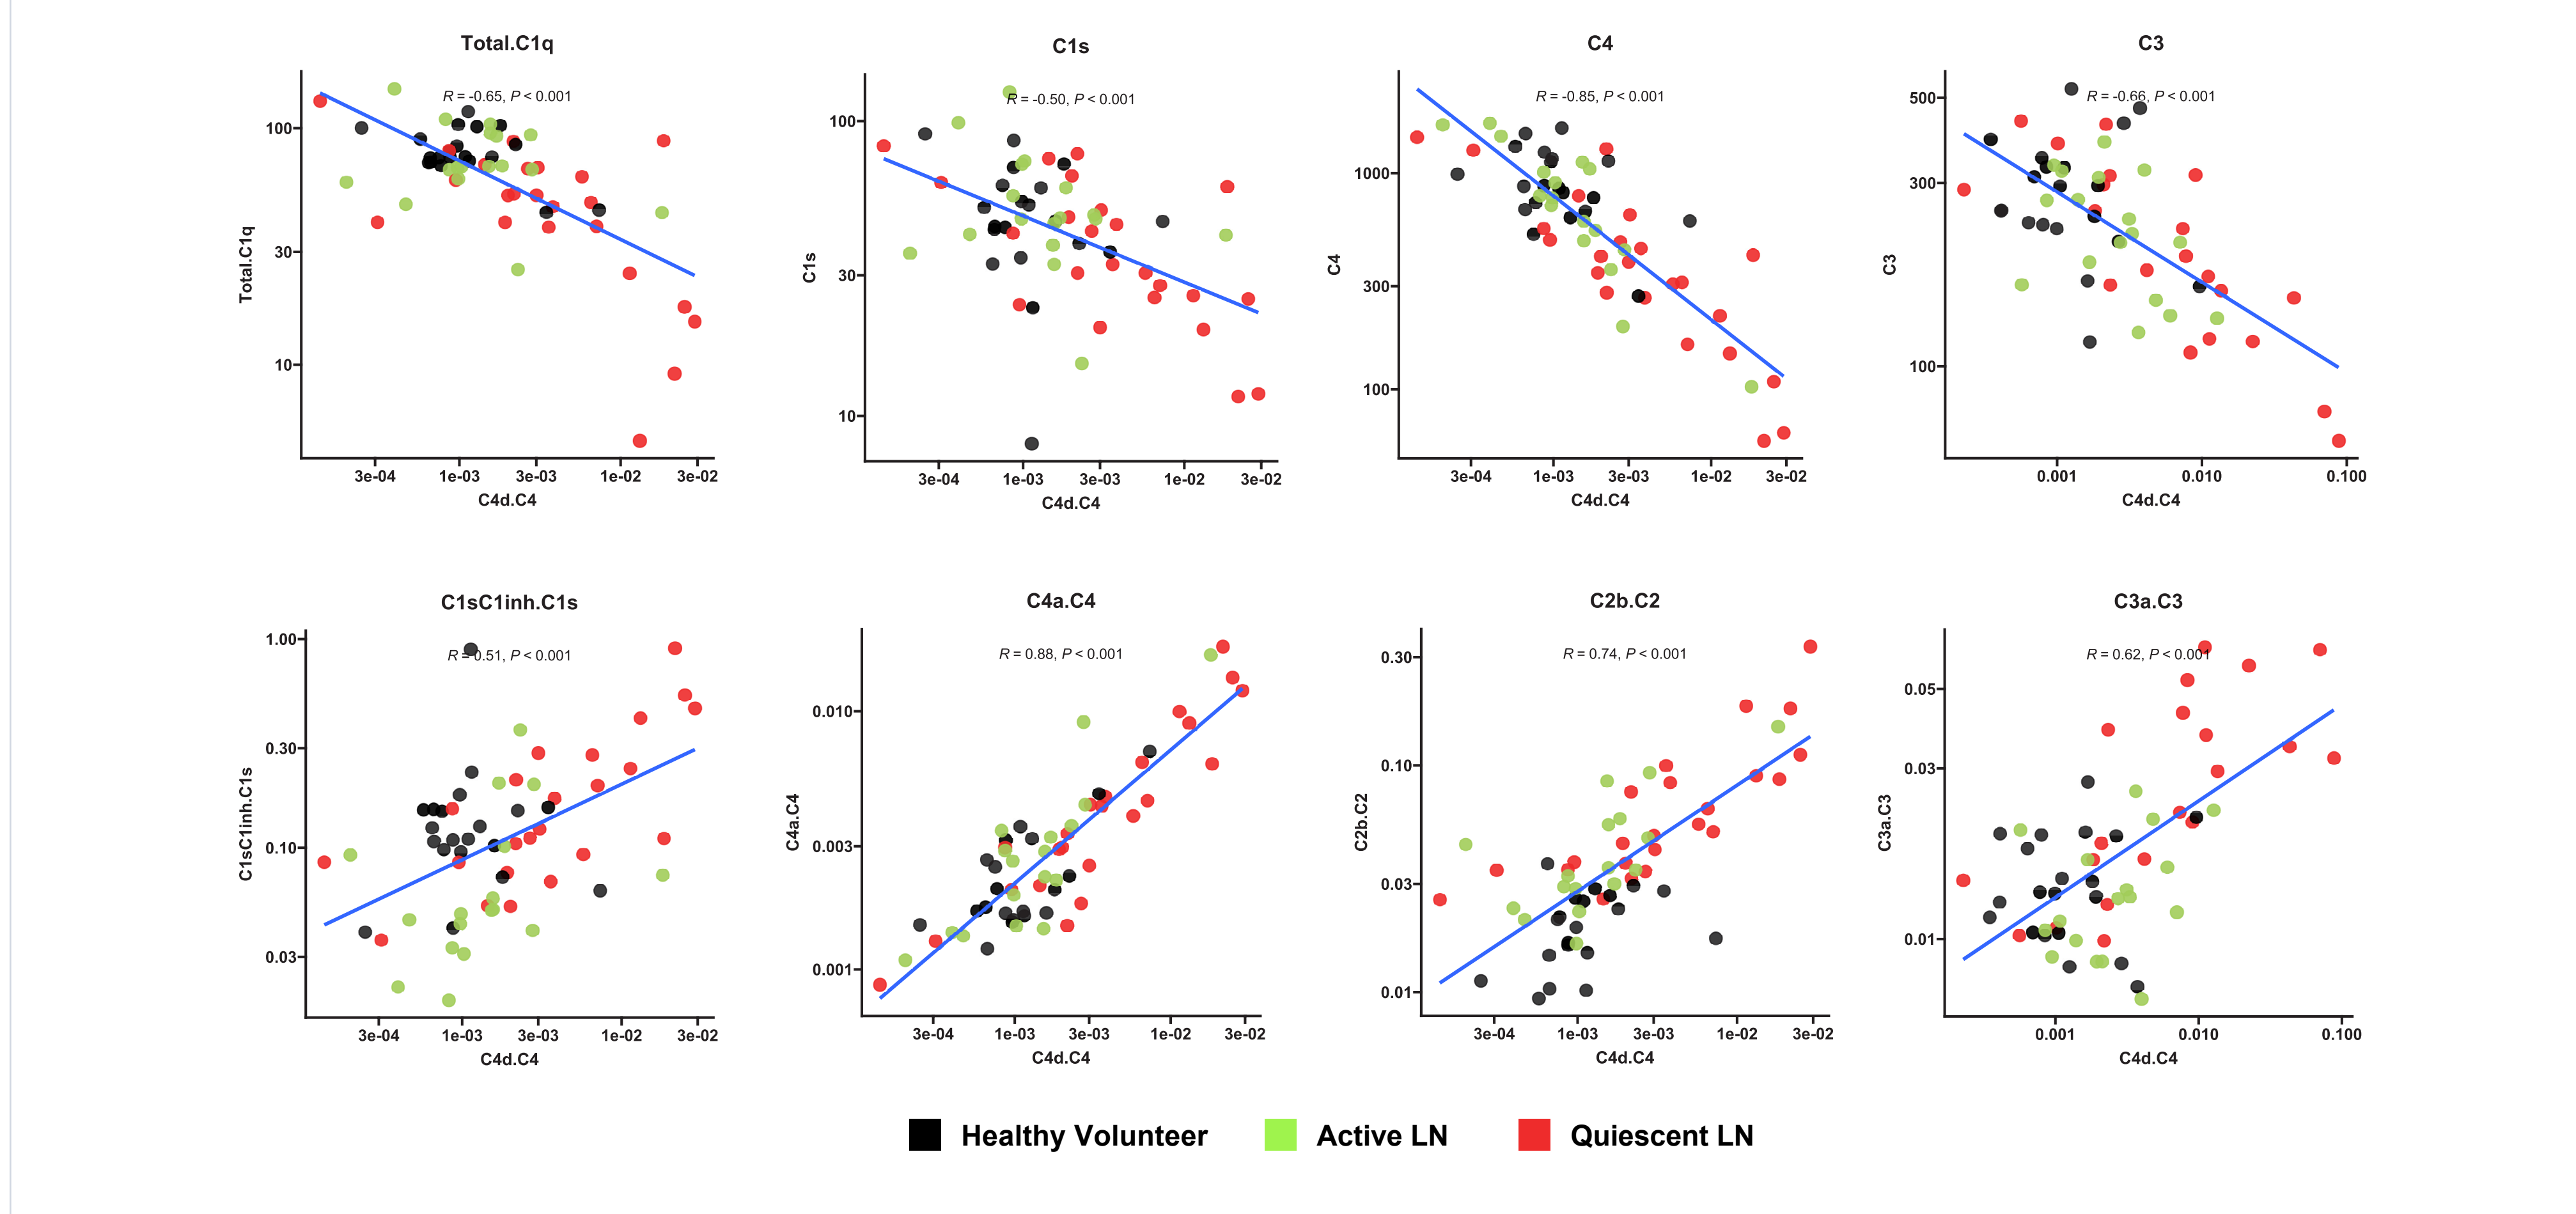 Total.C1q
R = -0.65, P < 0.001
100
30
10
Total.C1q
3e-04 1e-03 3e-03 1e-02 3e-02
C4d.C4
C1s
R = -0.50, P < 0.001
100
30
10
C1s
3e-04 1e-03 3e-03 1e-02 3e-02
C4d.C4
C4
R = -0.85, P < 0.001
1000
300
100
C4
3e-04 1e-03 3e-03 1e-02 3e-02
C4d.C4
C3
R = -0.66, P < 0.001
500
300
100
C3
0.001 0.010 0.100
C4d.C4
C1sC1inh.C1s
R = 0.51, P < 0.001
1.00
0.30
0.10
0.03
C1sC1inh.C1s
3e-04 1e-03 3e-03 1e-02 3e-02
C4d.C4
C4a.C4
R = 0.88, P < 0.001
0.010
0.003
0.001
C4a.C4
3e-04 1e-03 3e-03 1e-02 3e-02
C4d.C4
C2b.C2
R = 0.74, P < 0.001
0.30
0.10
0.03
0.01
C2b.C2
3e-04 1e-03 3e-03 1e-02 3e-02
C4d.C4
C3a.C3
R = 0.62, P < 0.001
0.05
0.03
0.01
C3a.C3
0.001 0.010 0.100
C4d.C4
Healthy Volunteer Active LN Quiescent LN